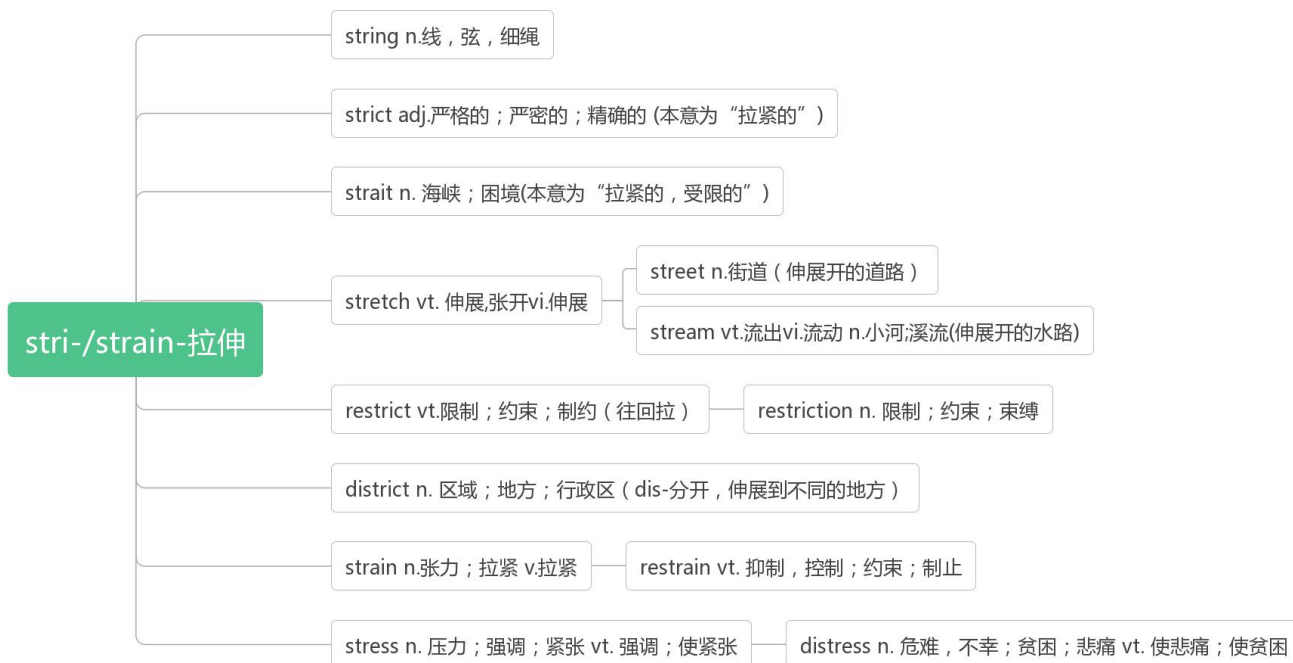 stri-/strain-拉伸
string n.线，弦，细绳
strict adj.严格的；严密的；精确的 (本意为“拉紧的”)
strait n. 海峡；困境(本意为“拉紧的，受限的”)
stretch vt. 伸展,张开vi.伸展
street n.街道（伸展开的道路）
stream vt.流出vi.流动 n.小河;溪流(伸展开的水路)
restrict vt.限制；约束；制约（往回拉）
restriction n. 限制；约束；束缚
district n. 区域；地方；行政区（dis-分开，伸展到不同的地方）
strain n.张力；拉紧 v.拉紧
restrain vt. 抑制，控制；约束；制止
stress n. 压力；强调；紧张 vt. 强调；使紧张
distress n. 危难，不幸；贫困；悲痛 vt. 使悲痛；使贫困